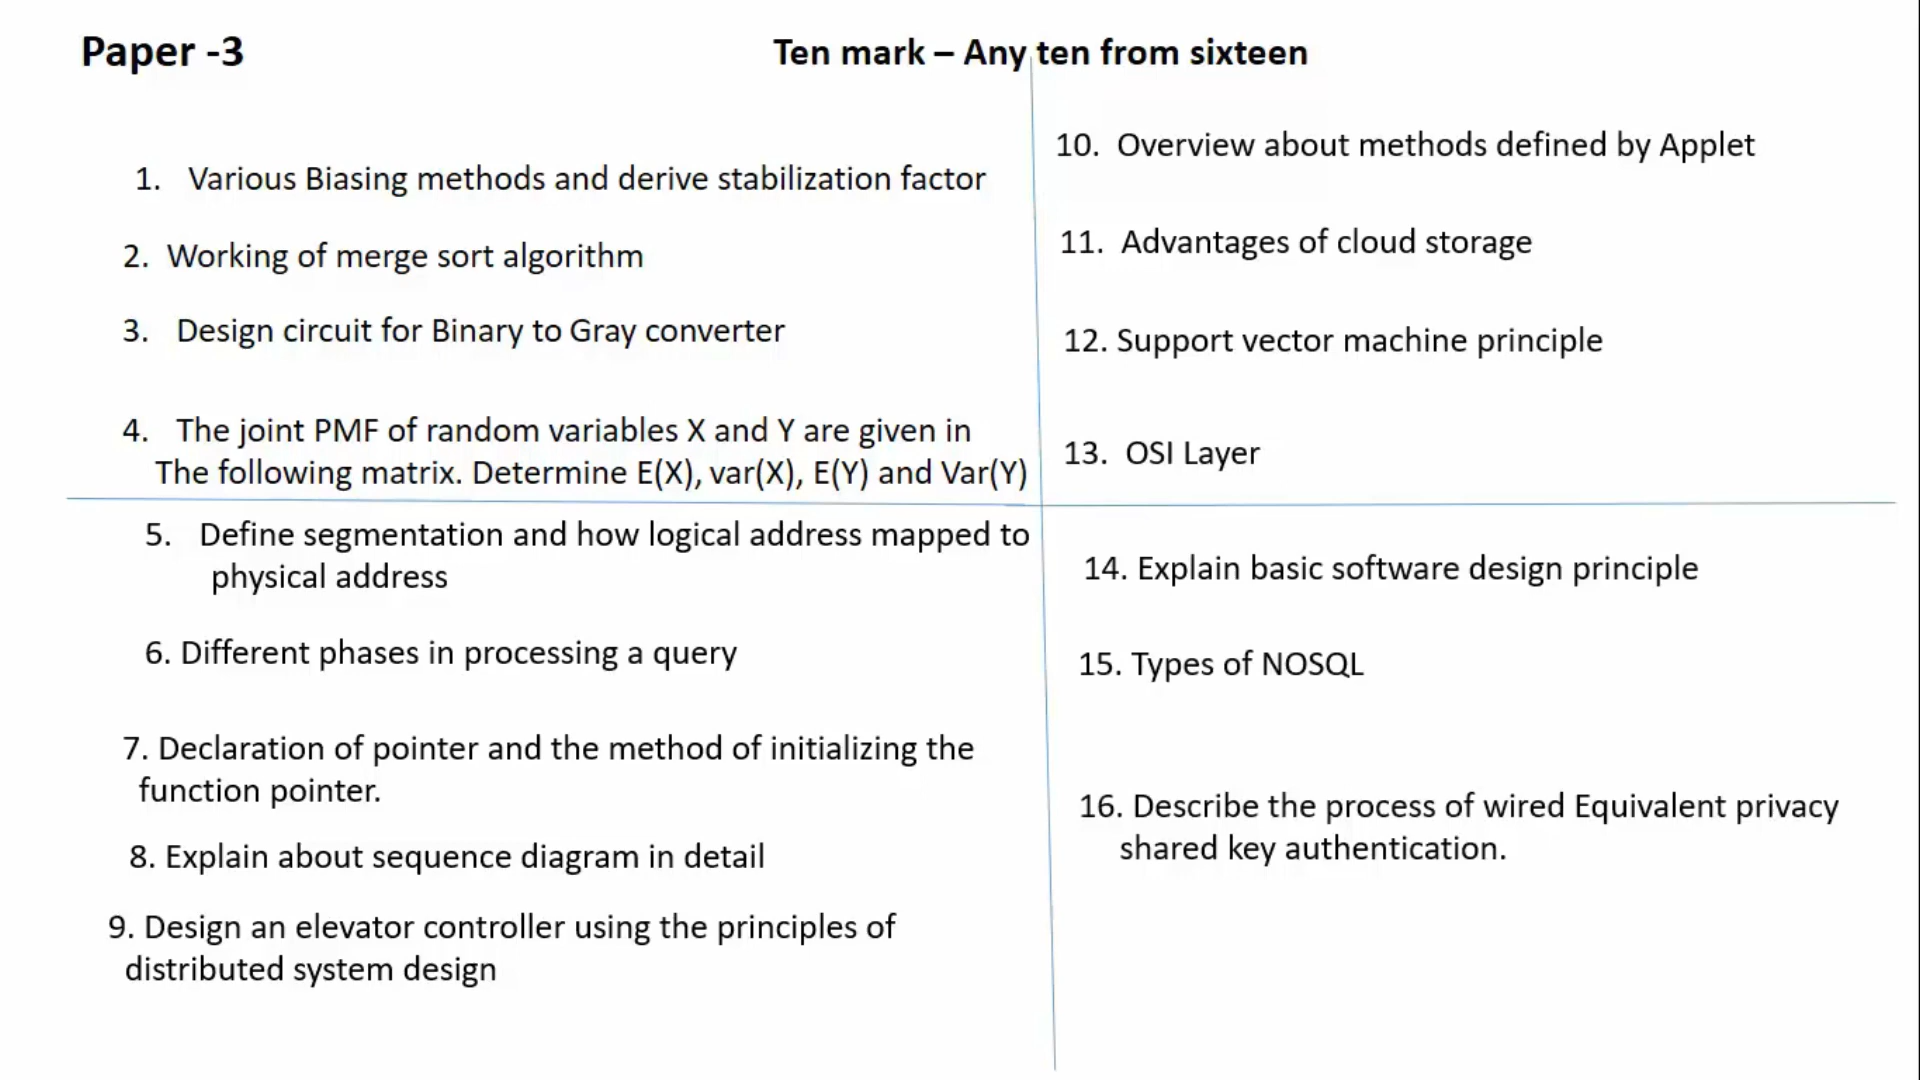 Paper -3
Ten mark – Any ten from sixteen
1. Various Biasing methods and derive stabilization factor
2. Working of merge sort algorithm
3. Design circuit for Binary to Gray converter
4. The joint PMF of random variables X and Y are given in
The following matrix. Determine E(X), var(X), E(Y) and Var(Y)
5. Define segmentation and how logical address mapped to
physical address
6. Different phases in processing a query
7. Declaration of pointer and the method of initializing the
function pointer.
8. Explain about sequence diagram in detail
9. Design an elevator controller using the principles of
distributed system design
10. Overview about methods defined by Applet
11. Advantages of cloud storage
12. Support vector machine principle
13. OSI Layer
14. Explain basic software design principle
15. Types of NOSQL
16. Describe the process of wired Equivalent privacy
shared key authentication.